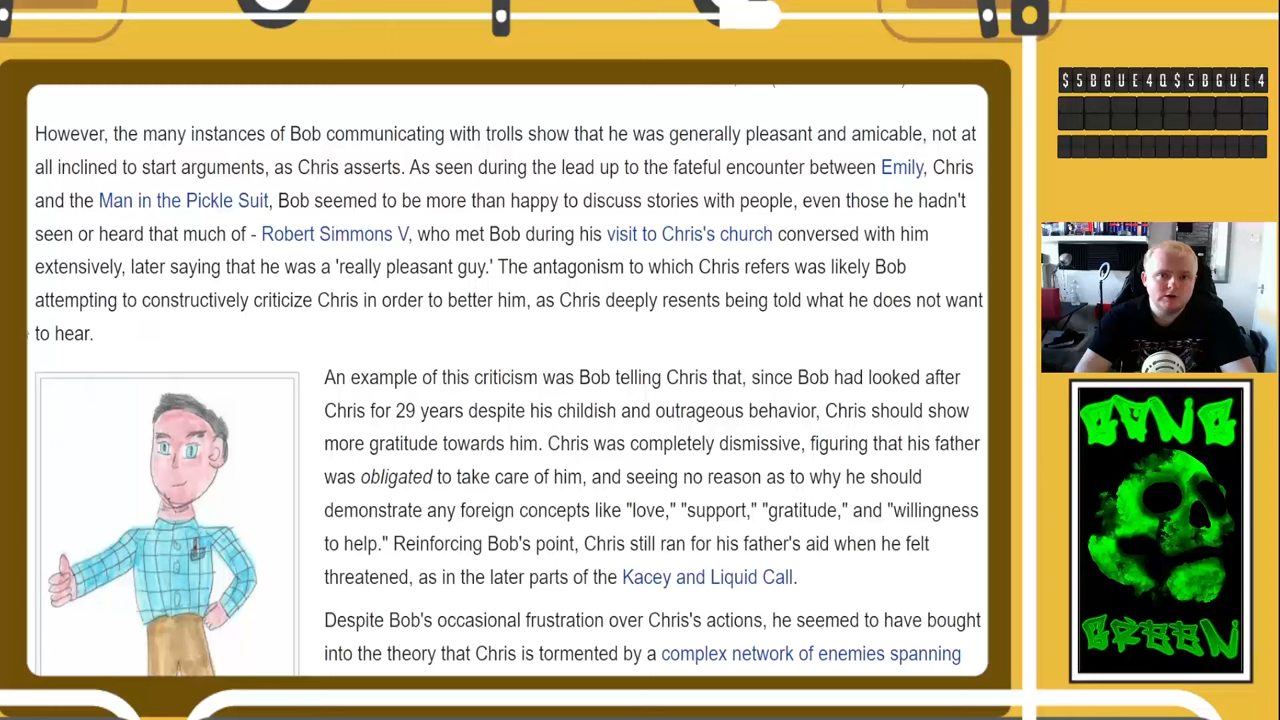 However, the many instances of Bob communicating with trolls show that he was generally pleasant and amicable, not at
all inclined to start arguments, as Chris asserts. As seen during the lead up to the fateful encounter between Emily, Chris
and the Man in the Pickle Suit, Bob seemed to be more than happy to discuss stories with people, even those he hadn't
seen or heard that much of - Robert Simmons V, who met Bob during his visit to Chris's church conversed with him
extensively, later saying that he was a 'really pleasant guy.' The antagonism to which Chris refers was likely Bob
attempting to constructively criticize Chris in order to better him, as Chris deeply resents being told what he does not want
to hear.
An example of this criticism was Bob telling Chris that, since Bob had looked after
Chris for 29 years despite his childish and outrageous behavior, Chris should show
more gratitude towards him. Chris was completely dismissive, figuring that his father
was obligated to take care of him, and seeing no reason as to why he should
demonstrate any foreign concepts like "love," "support," "gratitude," and "willingness
to help." Reinforcing Bob's point, Chris still ran for his father's aid when he felt
threatened, as in the later parts of the Kacey and Liquid Call.
Despite Bob's occasional frustration over Chris's actions, he seemed to have bought
into the theory that Chris is tormented by a complex network of enemies spanning
$5BGUE4Q$5BGUE4
GREEN